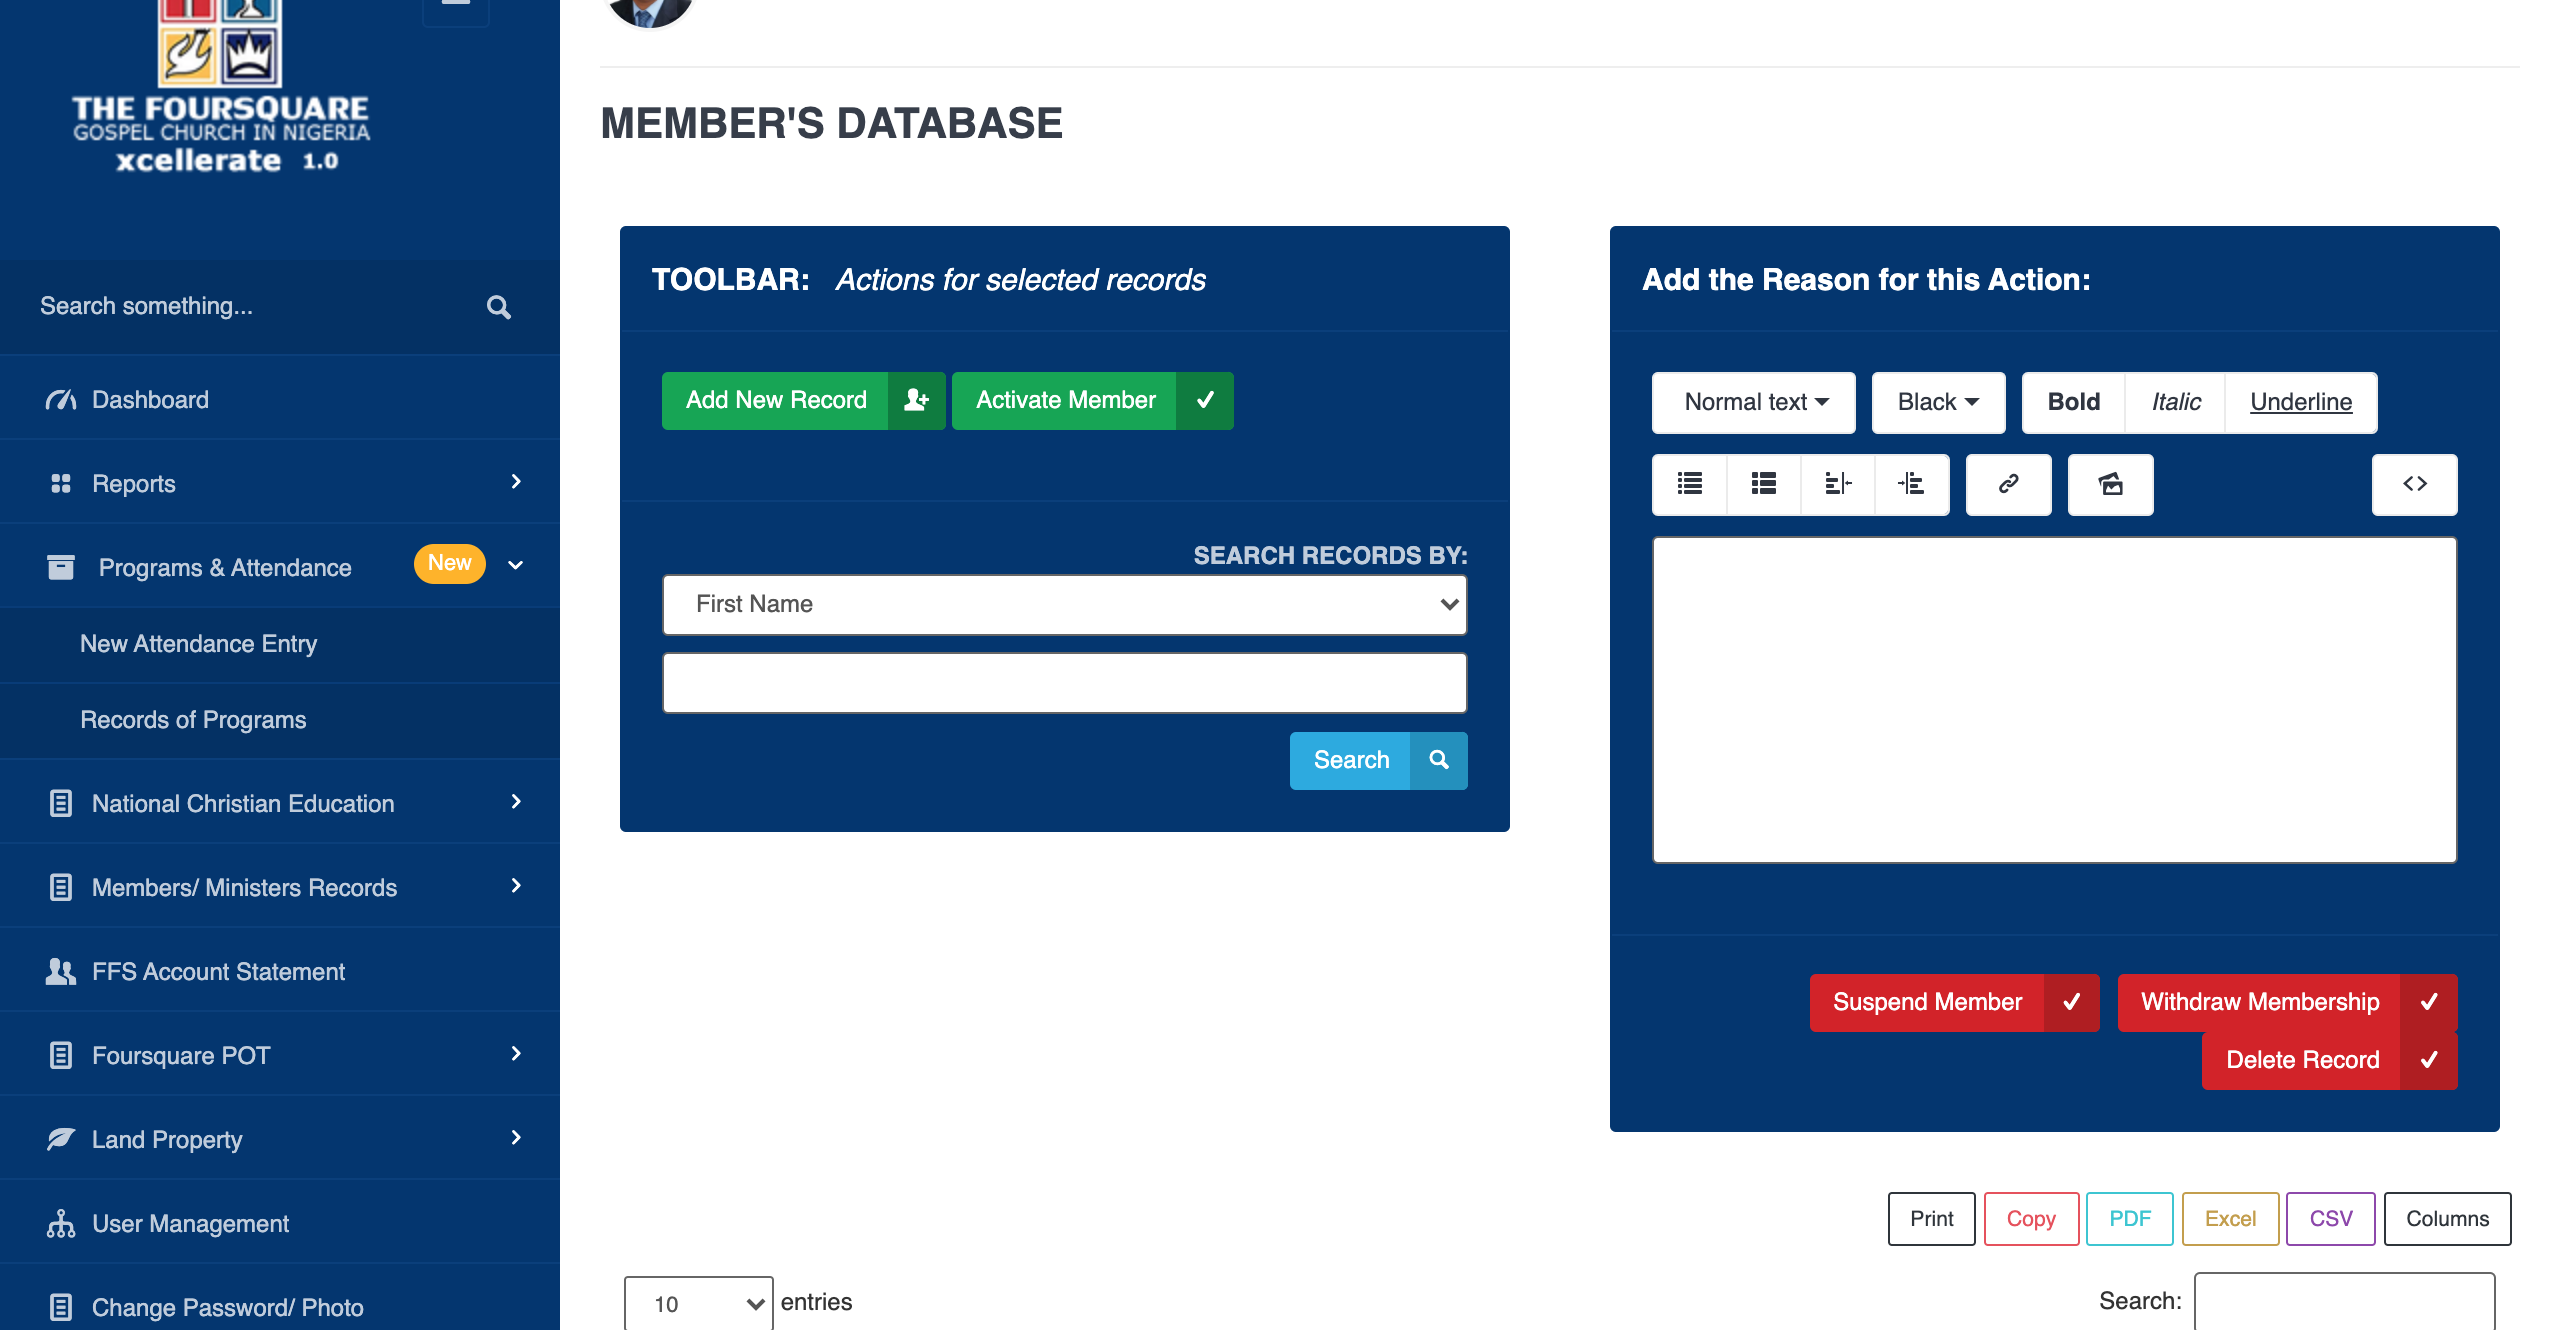 THE FOURSQUARE
GOSPEL CHURCH IN NIGERIA
xcellerate 1.0
Search something...
Dashboard
Reports
Programs & Attendance New
New Attendance Entry
Records of Programs
National Christian Education
Members/ Ministers Records
FFS Account Statement
Foursquare POT
Land Property
User Management
Change Password/ Photo
MEMBER'S DATABASE
TOOLBAR: Actions for selected records
Add New Record Activate Member
SEARCH RECORDS BY:
First Name
Search
Add the Reason for this Action:
Normal text Black Bold Italic Underline
Suspend Member Withdraw Membership
Delete Record
Print Copy PDF Excel CSV Columns
10 entries
Search: